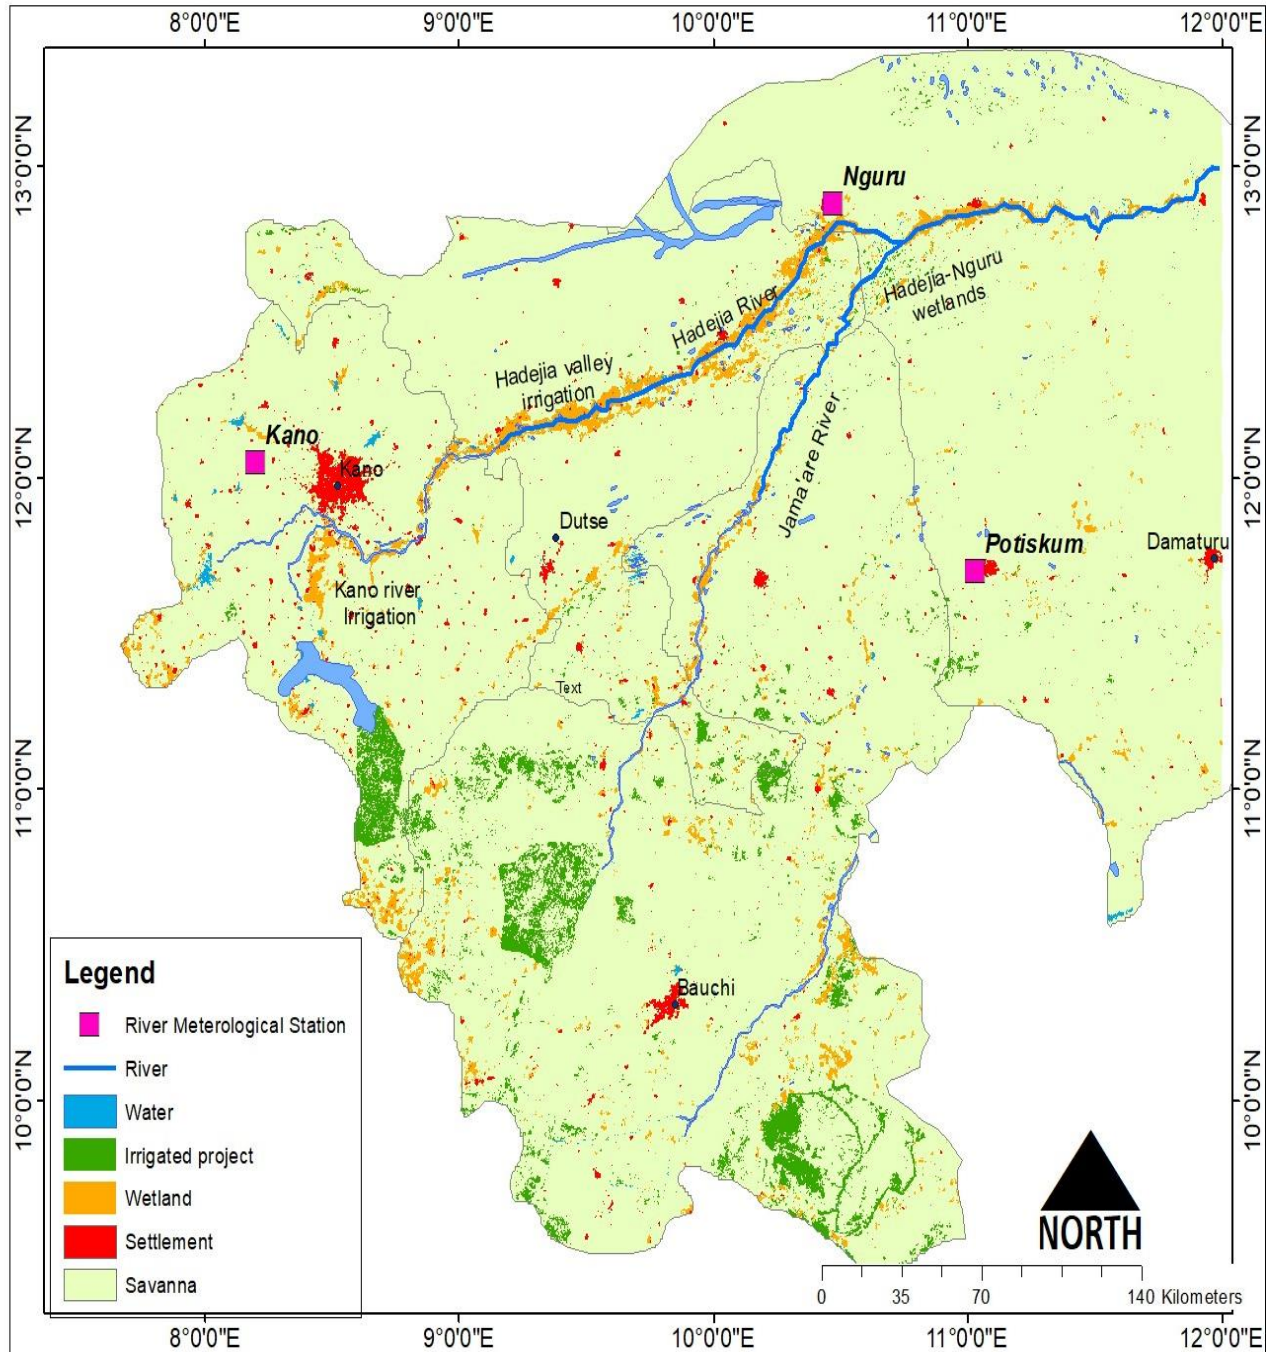 8°0'0"E 9°0'0"E 10°0'0"E 11°0'0"E 12°0'0"E
13°0'0"N
13°0'0"N
Nguru
Hadejia-Nguru
wetlands
Hadejia River
Hadejia valley
irrigation
Kano
Kano
12°0'0"N
12°0'0"N
Jama'are River
Dutse
Potiskum
Damaturu
Kano river
Irrigation
Text
11°0'0"N
11°0'0"N
Bauchi
10°0'0"N
10°0'0"N
Legend
River Meterological Station
River
Water
Irrigated project
Wetland
Settlement
Savanna
NORTH
0 35 70 140 Kilometers
8°0'0"E 9°0'0"E 10°0'0"E 11°0'0"E 12°0'0"E